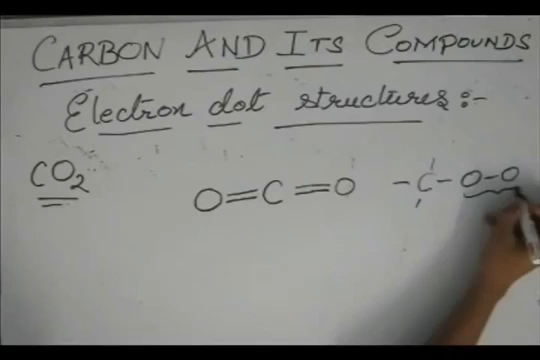 CARBON AND ITS COMPOUNDS
Electron dot structures :-
CO₂
O=C=O -C-O-O